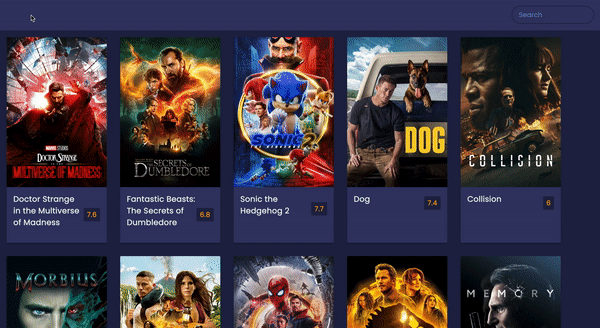 Search
MARVEL STUDIOS
DOCTOR STRANGE
IN THE MULTIVERSE
OF MADNESS
SECRETS OF
DUMBLEDORE
SONIC
2
DOG
COLLISION
Doctor Strange
in the Multiverse
of Madness
7.6
Fantastic Beasts:
The Secrets of
Dumbledore
6.8
Sonic the
Hedgehog 2
7.7
Dog
7.4
Collision
6
MORBIUS
MEMORY